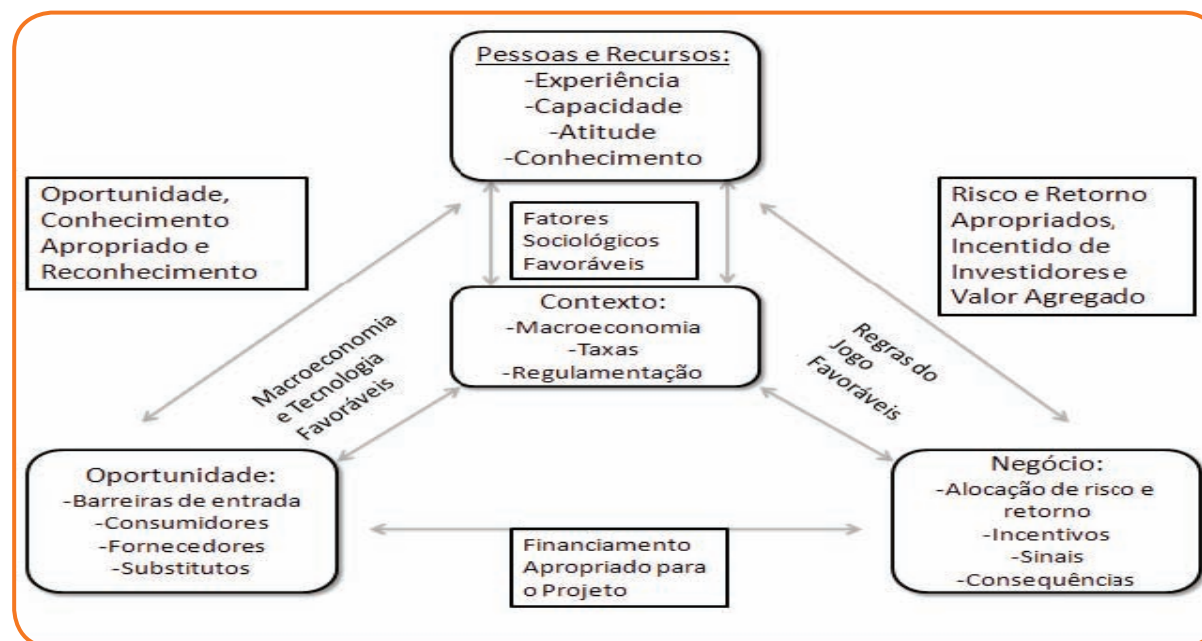 Pessoas e Recursos:
-Experiência
-Capacidade
-Atitude
-Conhecimento
Oportunidade,
Conhecimento
Apropriado e
Reconhecimento
Fatores
Sociológicos
Favoráveis
Risco e Retorno
Apropriados,
Incentido de
Investidores e
Valor Agregado
Contexto:
-Macroeconomia
-Taxas
-Regulamentação
Macroeconomia
e Tecnologia
Favoráveis
Regras do
Jogo
Favoráveis
Oportunidade:
-Barreiras de entrada
-Consumidores
-Fornecedores
-Substitutos
Financiamento
Apropriado para
o Projeto
Negócio:
-Alocação de risco e
retorno
-Incentivos
-Sinais
-Consequências